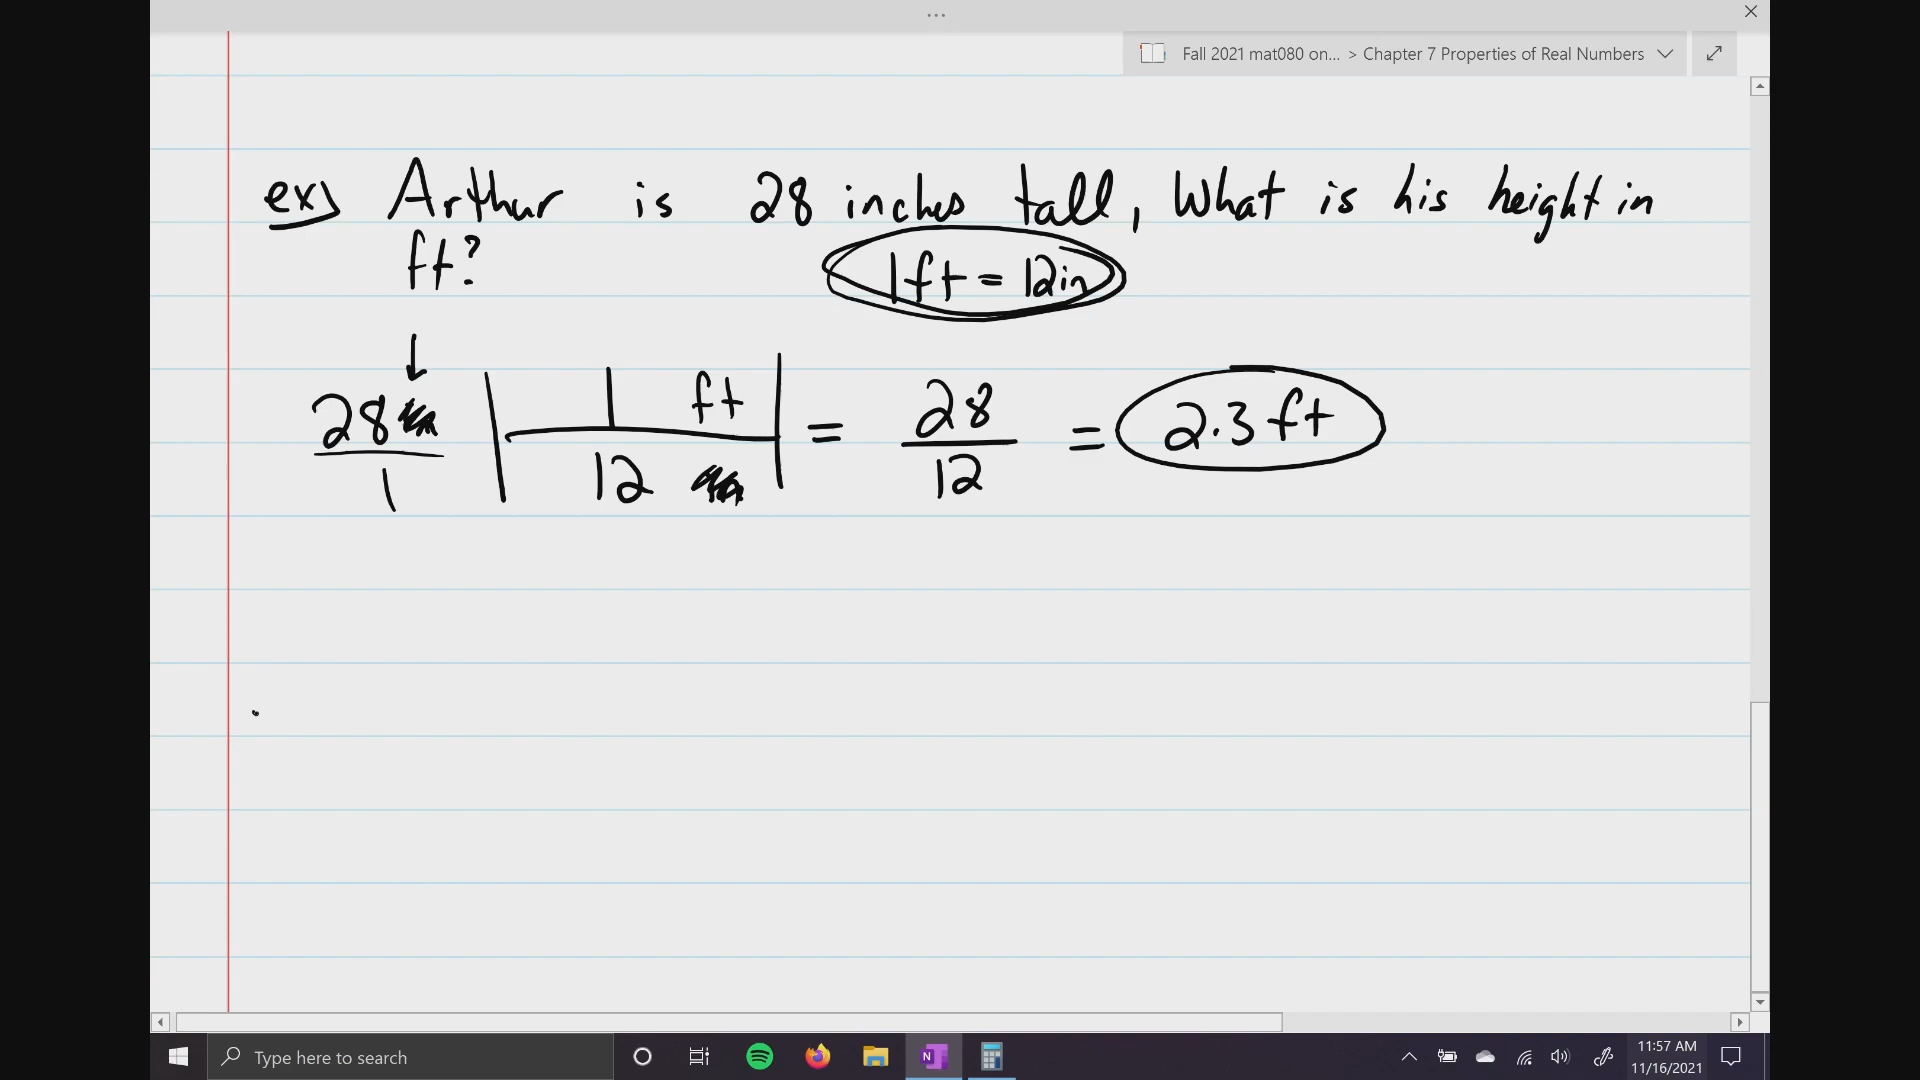 ...
Fall 2021 mat080 on... > Chapter 7 Properties of Real Numbers
ex) Arthur is 28 inches tall, What is his height in
ft?
1ft = 12in
28
1
1 ft
12
=
28
12
= 2.3 ft
Type here to search
11:57 AM
11/16/2021